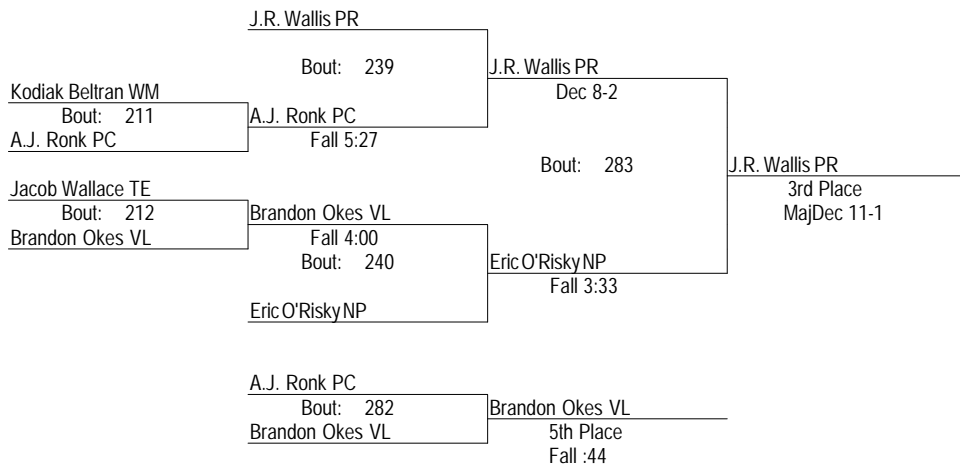 J.R. Wallis PR
Bout: 239
J.R. Wallis PR
Dec 8-2
Kodiak Beltran WM
Bout: 211
A.J. Ronk PC
A.J. Ronk PC
Fall 5:27
Bout: 283
J.R. Wallis PR
3rd Place
MajDec 11-1
Jacob Wallace TE
Bout: 212
Brandon Okes VL
Brandon Okes VL
Fall 4:00
Bout: 240
Eric O'Risky NP
Fall 3:33
Eric O'Risky NP
A.J. Ronk PC
Bout: 282
Brandon Okes VL
Brandon Okes VL
5th Place
Fall :44